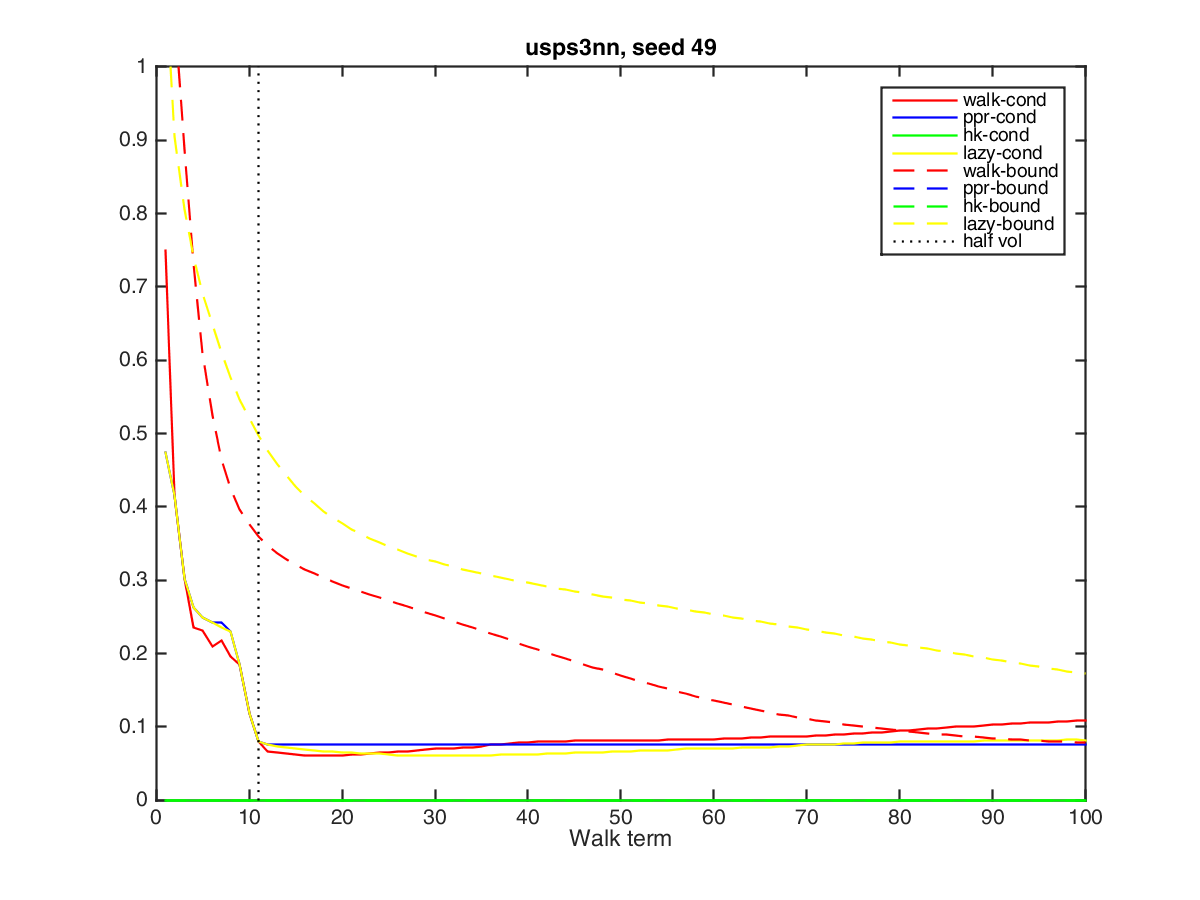 usps3nn, seed 49
1
0.9
0.8
0.7
0.6
0.5
0.4
0.3
0.2
0.1
0
walk-cond
ppr-cond
hk-cond
lazy-cond
walk-bound
ppr-bound
hk-bound
lazy-bound
half vol
0 10 20 30 40 50 60 70 80 90 100
Walk term